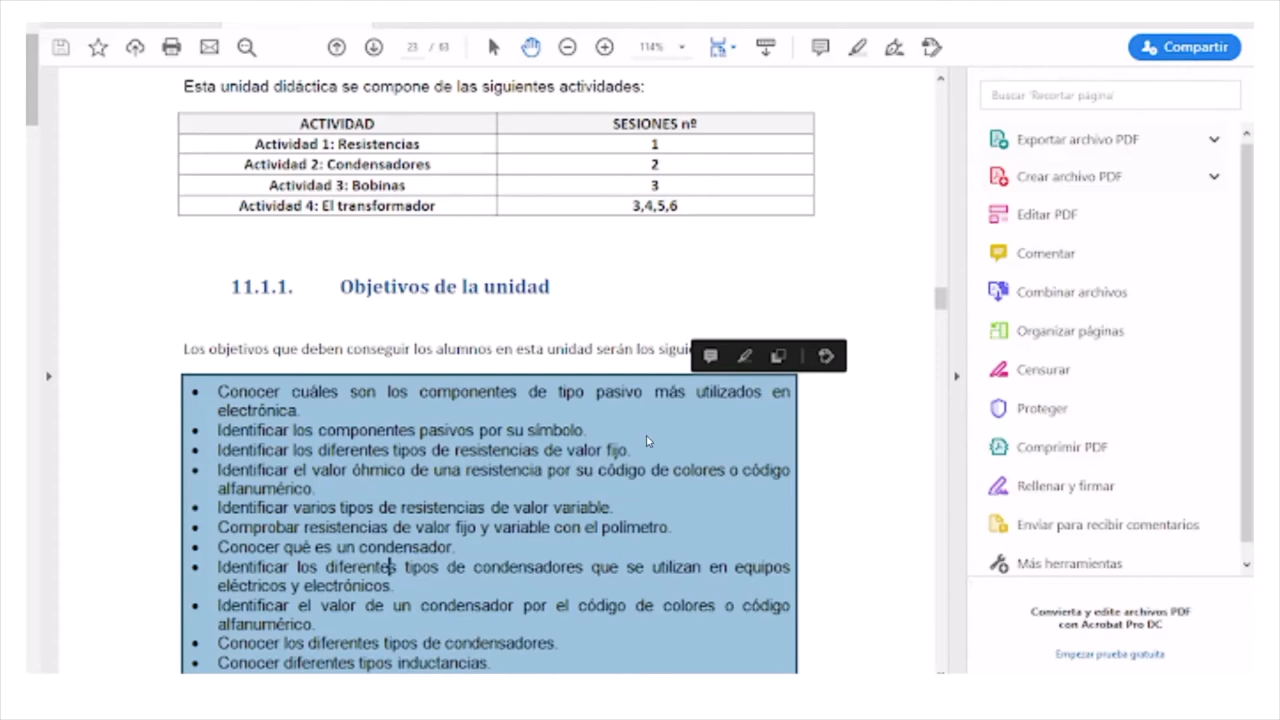 23 / 63
114%
Compartir
Esta unidad didáctica se compone de las siguientes actividades:
ACTIVIDAD SESIONES nº
Actividad 1: Resistencias 1
Actividad 2: Condensadores 2
Actividad 3: Bobinas 3
Actividad 4: El transformador 3,4,5,6
11.1.1. Objetivos de la unidad
Los objetivos que deben conseguir los alumnos en esta unidad serán los
• Conocer cuáles son los componentes de tipo pasivo más utilizados en
electrónica.
• Identificar los componentes pasivos por su símbolo.
• Identificar los diferentes tipos de resistencias de valor fijo.
• Identificar el valor óhmico de una resistencia por su código de colores o código
alfanumérico.
• Identificar varios tipos de resistencias de valor variable.
• Comprobar resistencias de valor fijo y variable con el polímetro.
• Conocer qué es un condensador.
• Identificar los diferentes tipos de condensadores que se utilizan en equipos
eléctricos y electrónicos.
• Identificar el valor de un condensador por el código de colores o código
alfanumérico.
• Conocer los diferentes tipos de condensadores.
• Conocer diferentes tipos inductancias.
Buscar 'Recortar página'
Exportar archivo PDF
Crear archivo PDF
Editar PDF
Comentar
Combinar archivos
Organizar páginas
Censurar
Proteger
Comprimir PDF
Rellenar y firmar
Enviar para recibir comentarios
Más herramientas
Convierta y edite archivos PDF
con Acrobat Pro DC
Empezar prueba gratuita